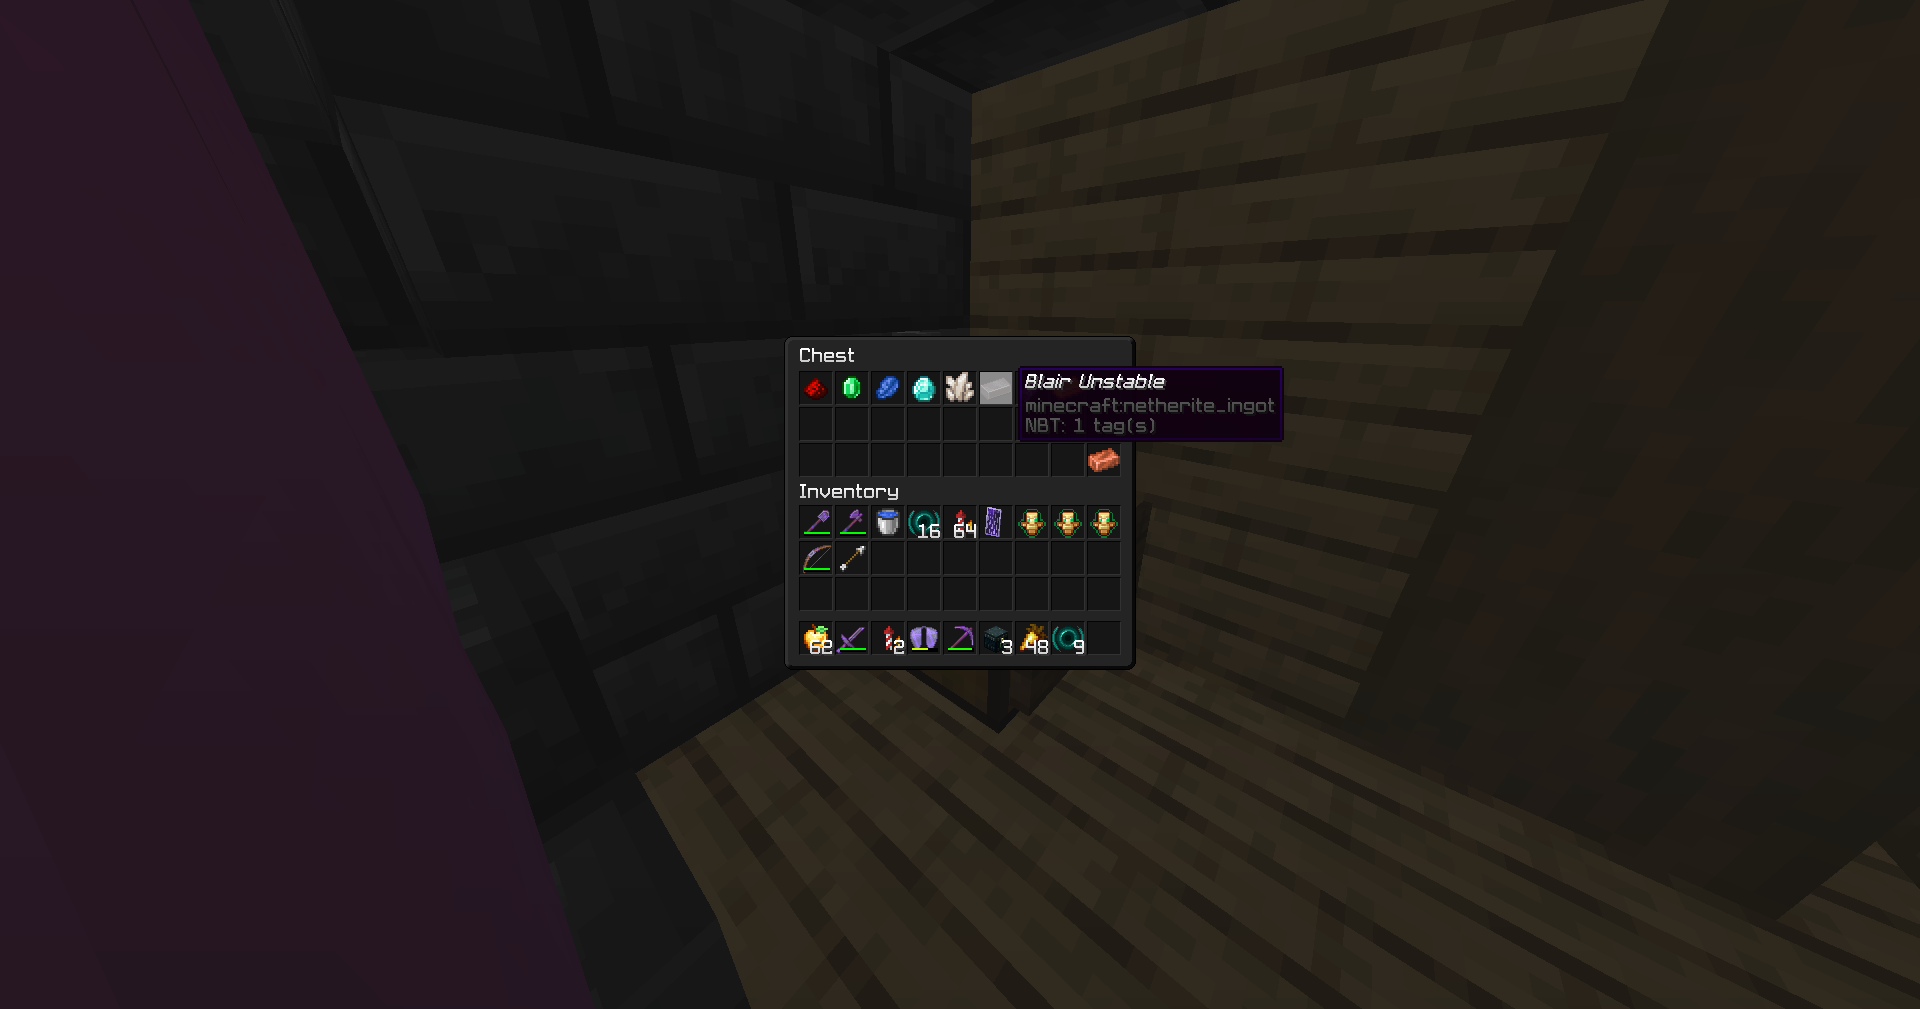 Chest
Blair Unstable
minecraft:netherite_ingot
NBT: 1 tag(s)
Inventory
16 64
62 2 3 48 9